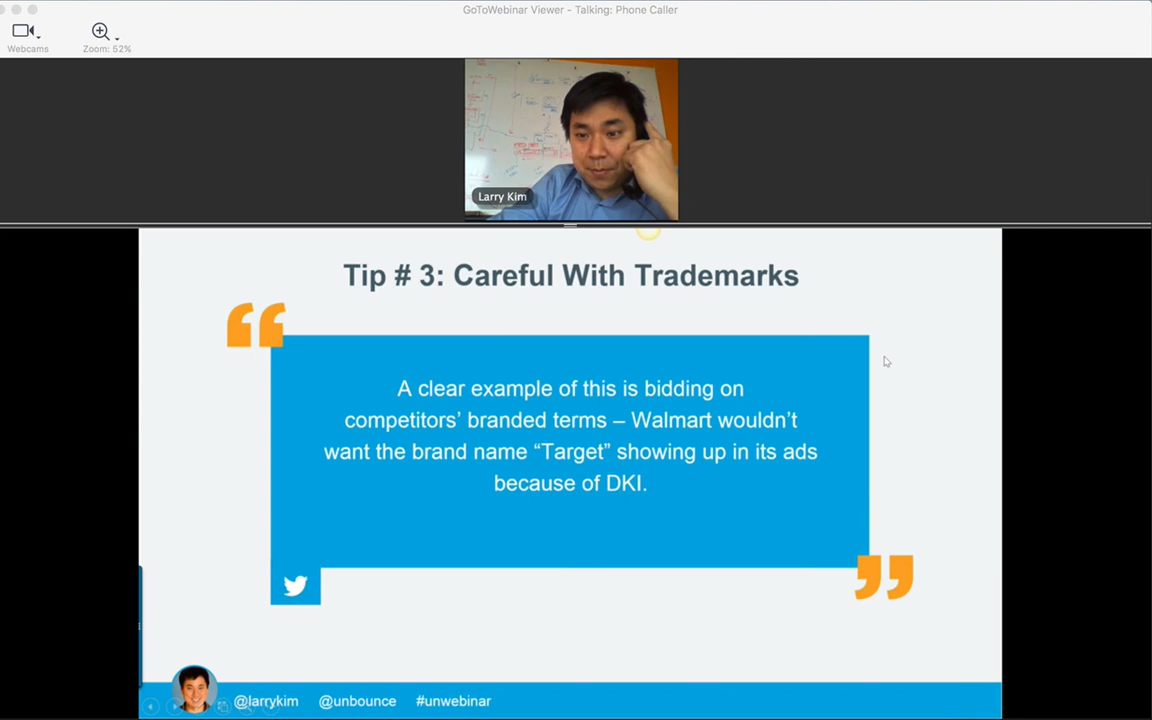 GoToWebinar Viewer - Talking: Phone Caller
Webcams
Zoom: 52%
Larry Kim
Tip # 3: Careful With Trademarks
A clear example of this is bidding on
competitors’ branded terms – Walmart wouldn’t
want the brand name “Target” showing up in its ads
because of DKI.
@larrykim @unbounce #unwebinar